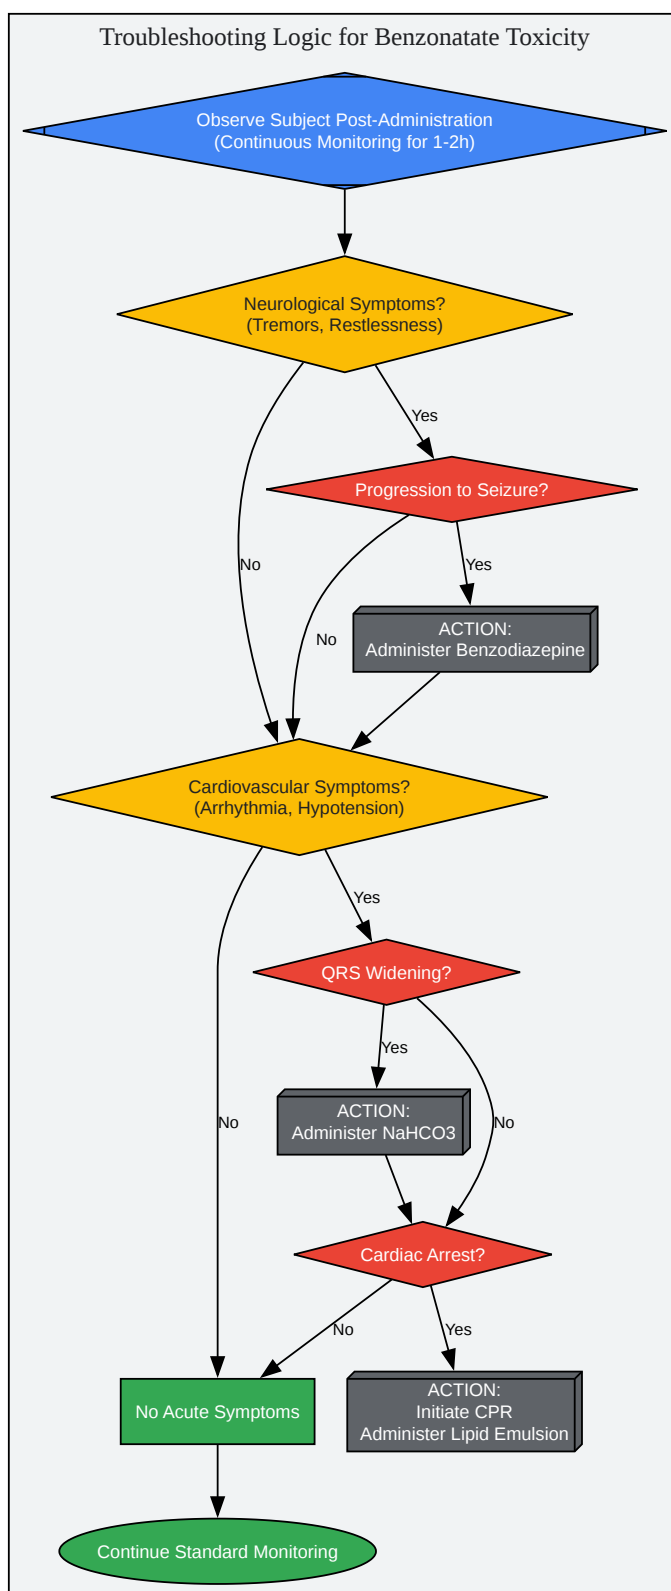 Troubleshooting Logic for Benzonatate Toxicity
Observe Subject Post-Administration
(Continuous Monitoring for 1-2h)
Neurological Symptoms?
(Tremors, Restlessness)
Yes
Progression to Seizure?
No
Yes
No
ACTION:
Administer Benzodiazepine
Cardiovascular Symptoms?
(Arrhythmia, Hypotension)
Yes
QRS Widening?
Yes
No
ACTION:
Administer NaHCO3
No
Cardiac Arrest?
No
Yes
No Acute Symptoms
ACTION:
Initiate CPR
Administer Lipid Emulsion
Continue Standard Monitoring